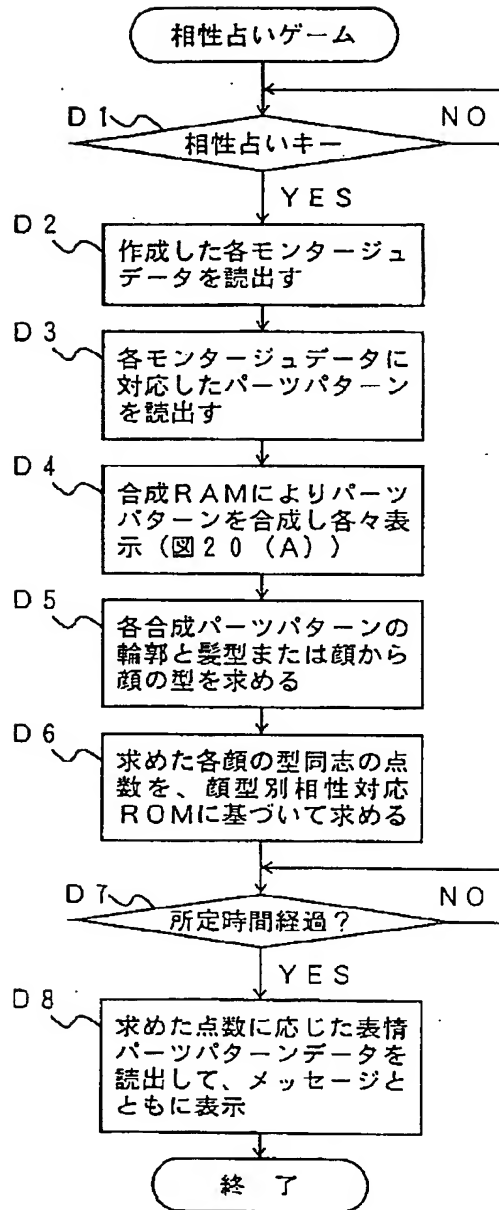 相性占いゲーム
D1
相性占いキー
NO
YES
D2
作成した各モンタージュ
データを読出す
D3
各モンタージュデータに
対応したパーツパターン
を読出す
D4
合成RAMによりパーツ
パターンを合成し各々表
示(図20(A))
D5
各合成パーツパターンの
輪郭と髪型または顔から
顔の型を求める
D6
求めた各顔の型同志の点
数を、顔型別相性対応
ROMに基づいて求める
D7
所定時間経過?
NO
YES
D8
求めた点数に応じた表情
パーツパターンデータを
読出して、メッセージと
ともに表示
終了